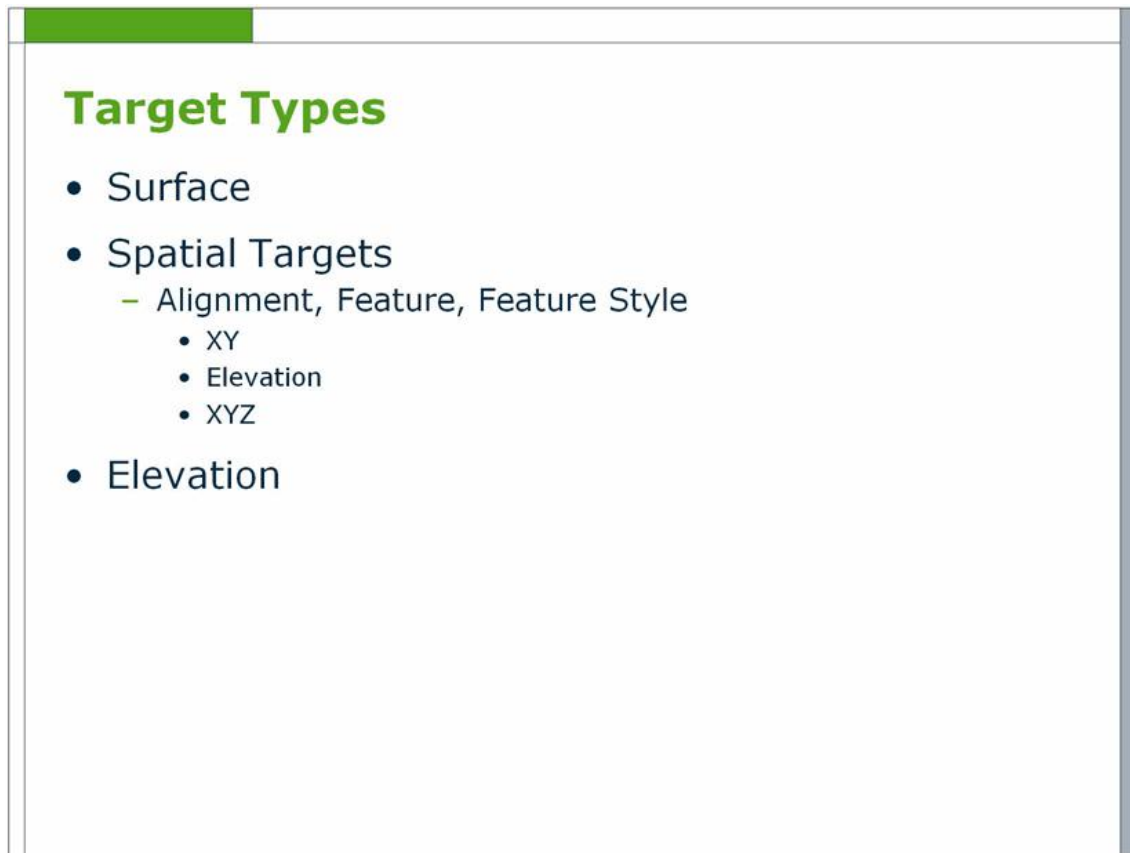 Target Types
• Surface
• Spatial Targets
– Alignment, Feature, Feature Style
• XY
• Elevation
• XYZ
• Elevation